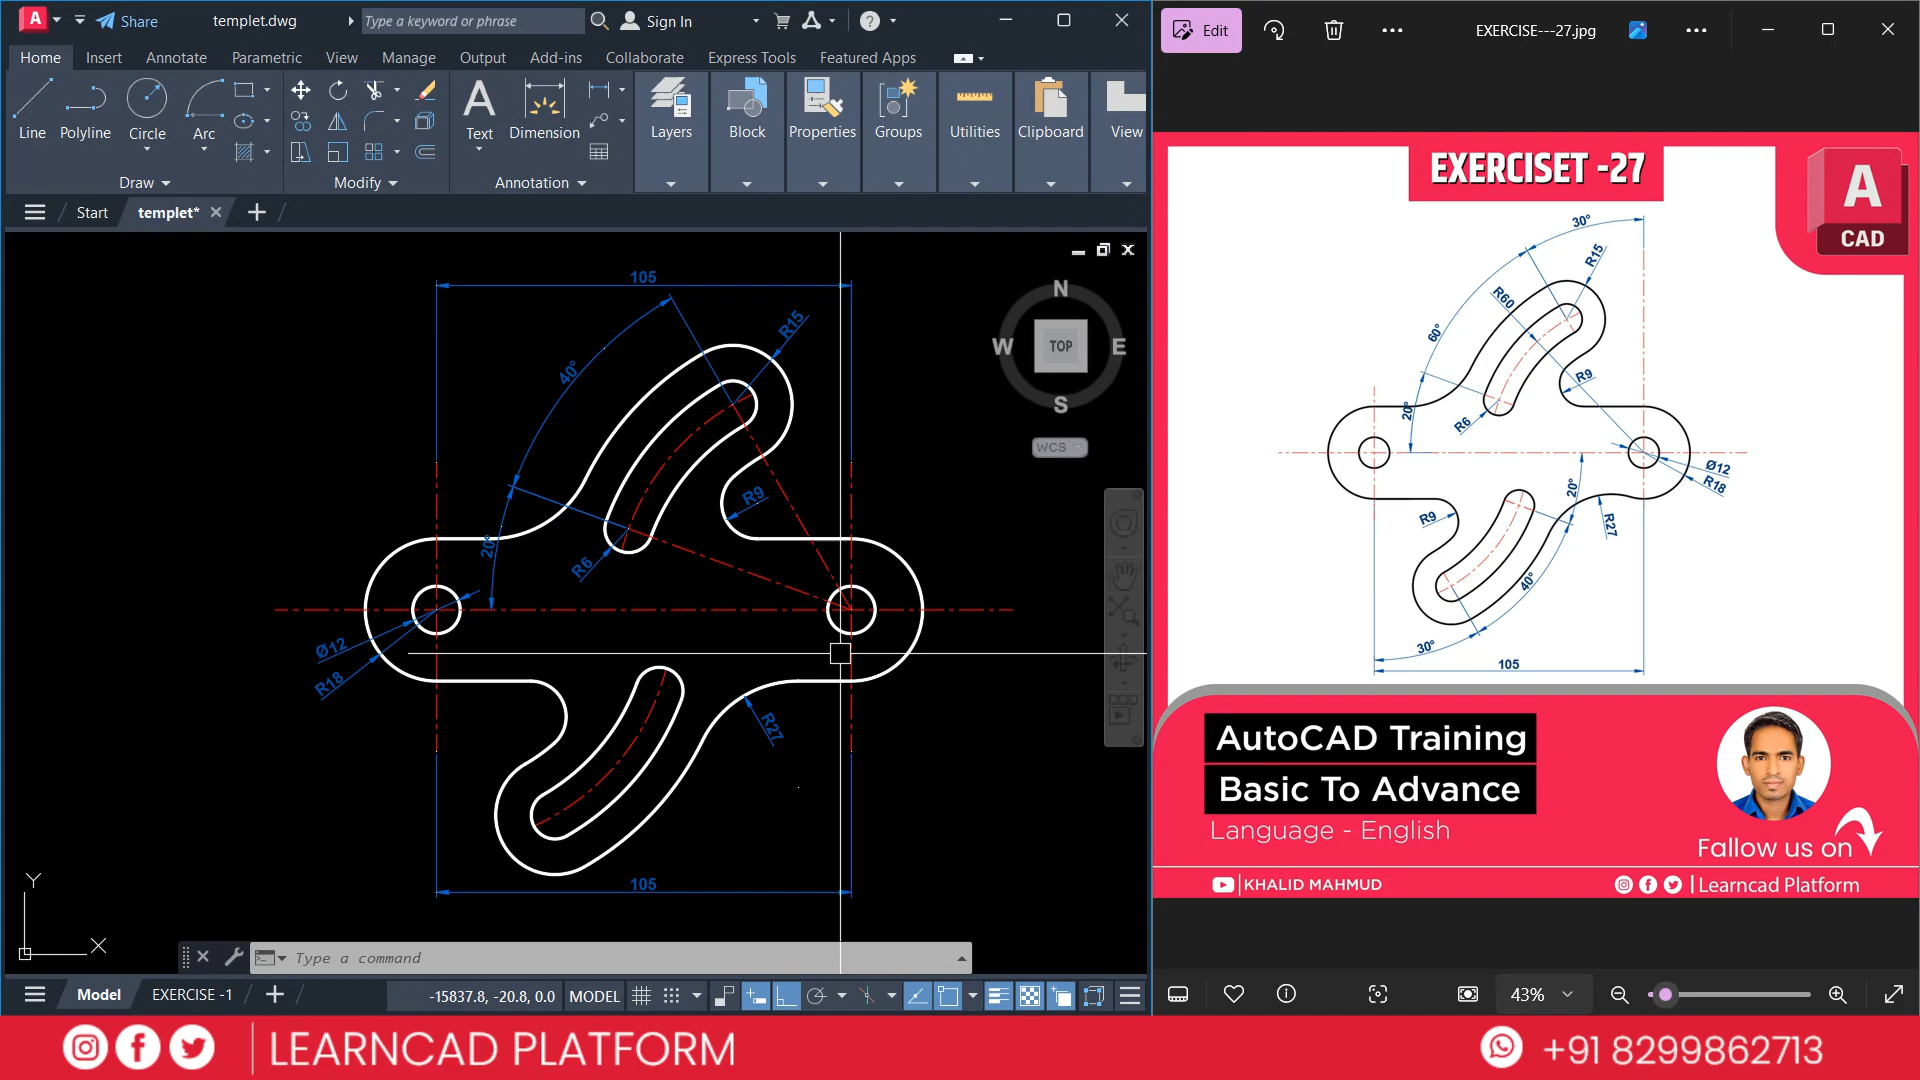 A Share templet.dwg Type a keyword or phrase Sign In
Home Insert Annotate Parametric View Manage Output Add-ins Collaborate Express Tools Featured Apps
Line Polyline Circle Arc Text Dimension Layers Block Properties Groups Utilities Clipboard View
Draw Modify Annotation
Start templet*
105
40°
R15
20°
R9
R6
Ø12
R18
R27
105
N
W TOP E
S
WCS
Y
X
Type a command
Model EXERCISE -1 -15837.8, -20.8, 0.0 MODEL
Edit EXERCISE---27.jpg
EXERCISET -27
A
CAD
30°
R15
R60
60°
R9
20°
R6
Ø12
R18
20°
R9
R27
40°
30°
105
AutoCAD Training
Basic To Advance
Language - English
Fallow us on
KHALID MAHMUD
Learncad Platform
43%
LEARNCAD PLATFORM
+91 8299862713